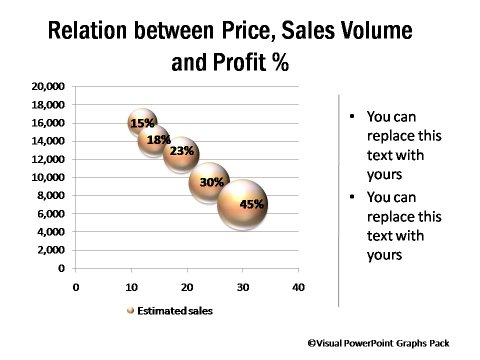 Relation between Price, Sales Volume
and Profit %
20,000
18,000
16,000
14,000
12,000
10,000
8,000
6,000
4,000
2,000
0
15%
18%
23%
30%
45%
0 10 20 30 40
Estimated sales
• You can
replace this
text with
yours
• You can
replace this
text with
yours
©Visual PowerPoint Graphs Pack